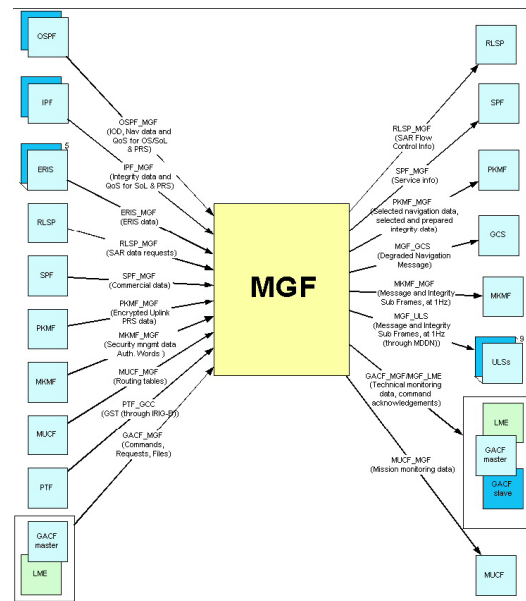 OSPF
IPF
ERIS
5
RLSP
SPF
PKMF
MKMF
MUCF
PTF
GACF
master
LME
OSPF_MGF
(IOD, Nav data and
QoS for OS/SoL
& PRS)
IPF_MGF
(Integrity data and
QoS for SoL & PRS)
ERIS_MGF
(ERIS data)
RLSP_MGF
(SAR data requests)
SPF_MGF
(Commercial data)
PKMF_MGF
(Encrypted Uplink
PRS data)
MKMF_MGF
(Security mngmt data
Auth. Words )
MUCF_MGF
(Routing tables)
PTF_GCC
(GST (through IRIG-B))
GACF_MGF
(Commands,
Requests, Files)
MGF
RLSP_MGF
(SAR Flow
Control Info)
SPF_MGF
(Service info)
PKMF_MGF
(Selected navigation data,
selected and prepared
integrity data)
MGF_GCS
(Degraded Navigation
Message)
MKMF_MGF
(Message and Integrity
Sub Frames, at 1Hz)
MGF_ULS
(Message and Integrity
Sub Frames, at 1Hz
(through MDDN))
GACF_MGF/MGF_LME
(Technical monitoring
data, command
acknowledgements)
MUCF_MGF
(Mission monitoring data)
RLSP
SPF
PKMF
GCS
MKMF
9
ULSs
LME
GACF
master
GACF
slave
MUCF